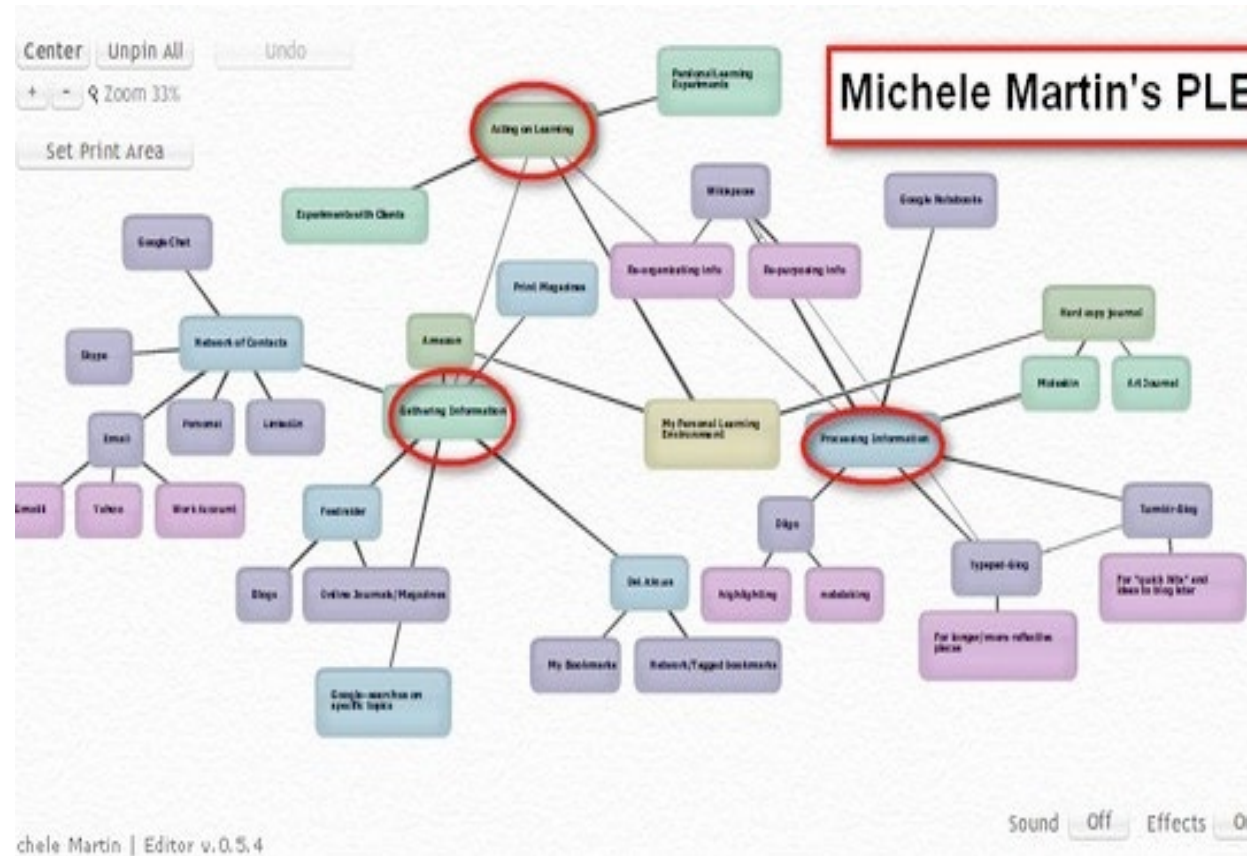 Center Unpin All Undo
+ - Zoom 33%
Set Print Area
Michele Martin's PLE
Personal Learning
Experiments
Acting on Learning
Wikispaces
Google Notebooks
Experiments with Clients
Google Chat
Re-organizing Info
Re-purposing Info
Print Magazines
Hard copy journal
Skype
Network of Contacts
Amazon
Moleskin
Art Journal
Gathering Information
My Personal Learning
Environment
Processing Information
Email
Personal
LinkedIn
Gmail
Yahoo
Work Account
Feedreader
Diigo
Tumblr-Blog
Typepad-Blog
Blogs
Online Journals/Magazines
Del.icio.us
highlighting
notetaking
For "quick hits" and
ideas to blog later
For longer/more reflective
pieces
My Bookmarks
Network/Tagged bookmarks
Google-searches on
specific topics
Sound Off Effects
chele Martin | Editor v.0.5.4